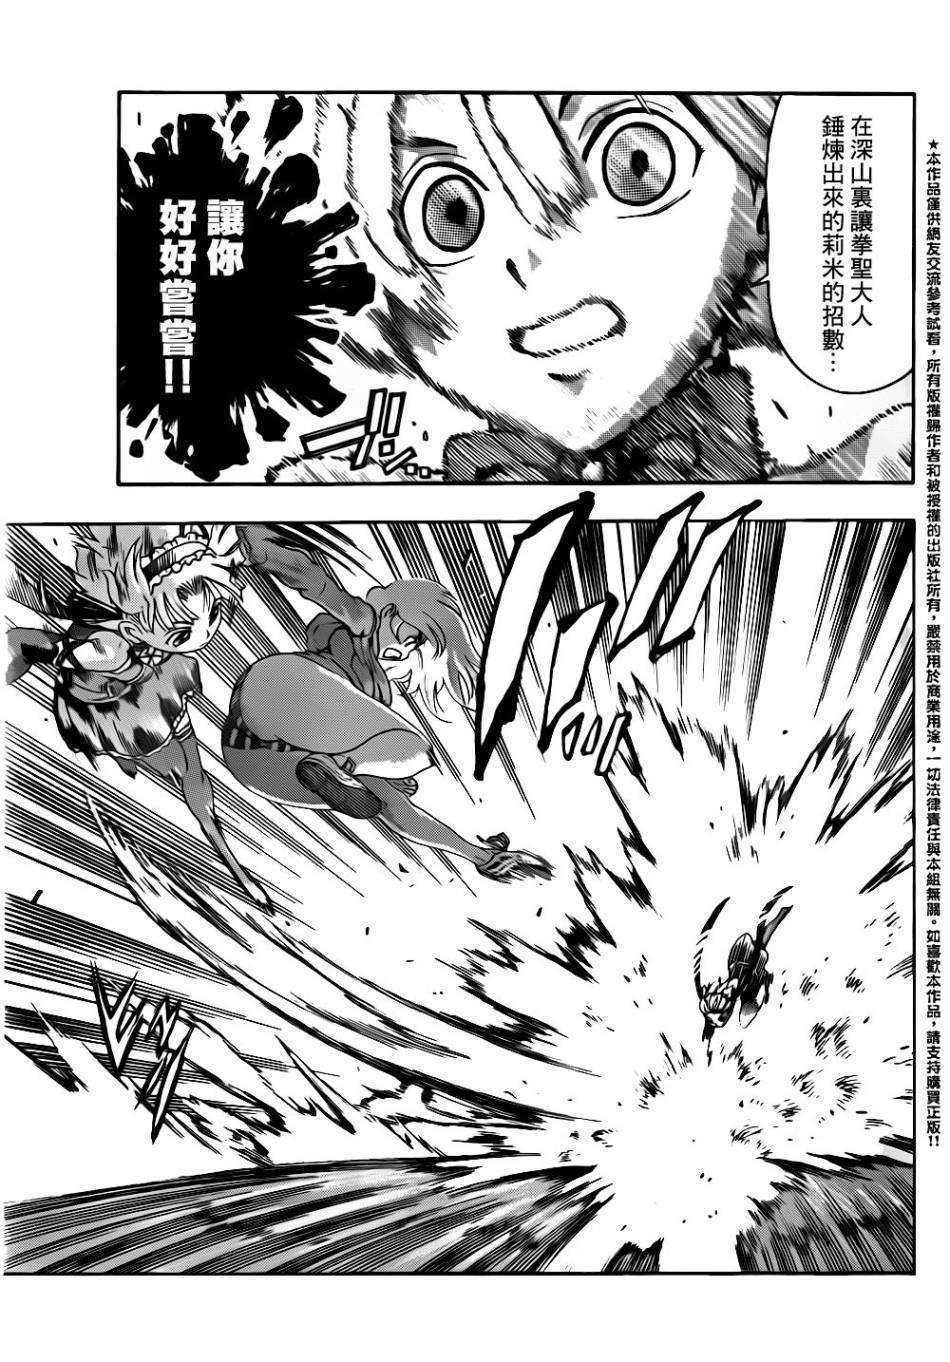 在深山裏讓拳聖大人
錘煉出來的莉米的招數…
讓你
好好嘗嘗!!
★本作品僅供網友交流參考試看，所有版權歸作者和被授權的出版社所有，嚴禁用於商業用途，一切法律責任與本組無關。如喜歡本作品，請支持購買正版!!